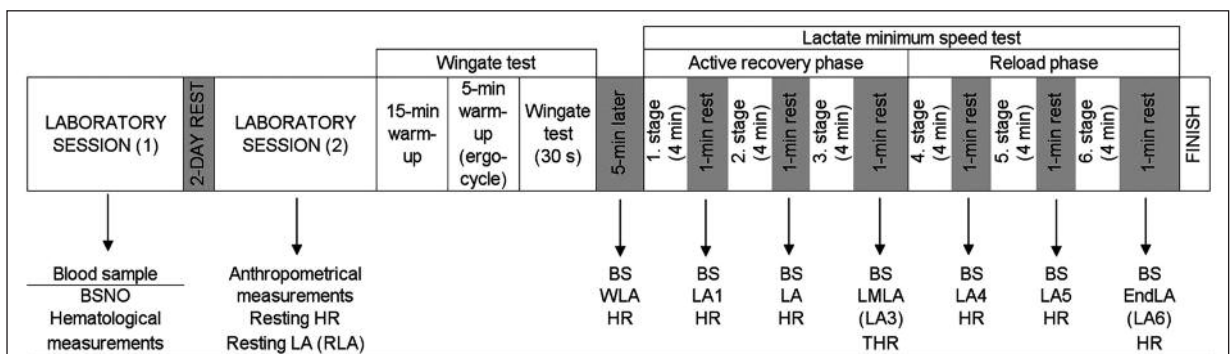 Lactate minimum speed test
Wingate test
Active recovery phase
Reload phase
LABORATORY
SESSION (1)
2-DAY REST
LABORATORY
SESSION (2)
15-min
warm-
up
5-min
warm-
up
(ergo-
cycle)
Wingate
test
(30 s)
5-min later
1. stage
(4 min)
1-min rest
2. stage
(4 min)
1-min rest
3. stage
(4 min)
1-min rest
4. stage
(4 min)
1-min rest
5. stage
(4 min)
1-min rest
6. stage
(4 min)
1-min rest
FINISH
Blood sample
BSNO
Hematological
measurements
Anthropometrical
measurements
Resting HR
Resting LA (RLA)
BS
WLA
HR
BS
LA1
HR
BS
LA
HR
BS
LMLA
(LA3)
THR
BS
LA4
HR
BS
LA5
HR
BS
EndLA
(LA6)
HR